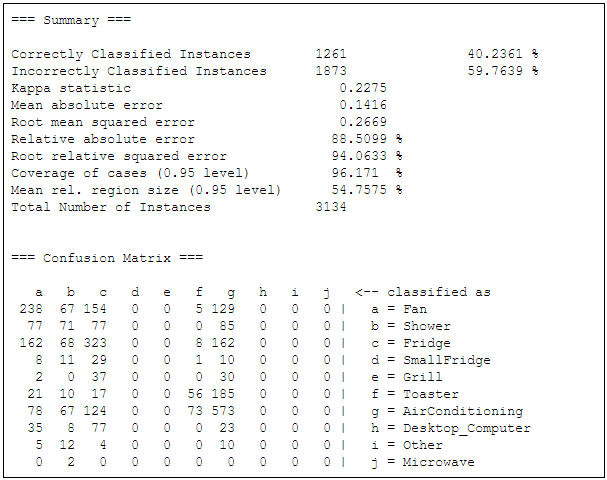 === Summary ===
Correctly Classified Instances 1261 40.2361 %
Incorrectly Classified Instances 1873 59.7639 %
Kappa statistic 0.2275
Mean absolute error 0.1416
Root mean squared error 0.2669
Relative absolute error 88.5099 %
Root relative squared error 94.0633 %
Coverage of cases (0.95 level) 96.171 %
Mean rel. region size (0.95 level) 54.7575 %
Total Number of Instances 3134
=== Confusion Matrix ===
a b c d e f g h i j <-- classified as
238 67 154 0 0 5 129 0 0 0 | a = Fan
77 71 77 0 0 0 85 0 0 0 | b = Shower
162 68 323 0 0 8 162 0 0 0 | c = Fridge
8 11 29 0 0 1 10 0 0 0 | d = SmallFridge
2 0 37 0 0 0 30 0 0 0 | e = Grill
21 10 17 0 0 56 185 0 0 0 | f = Toaster
78 67 124 0 0 73 573 0 0 0 | g = AirConditioning
35 8 77 0 0 0 23 0 0 0 | h = Desktop_Computer
5 12 4 0 0 0 10 0 0 0 | i = Other
0 2 0 0 0 0 0 0 0 0 | j = Microwave